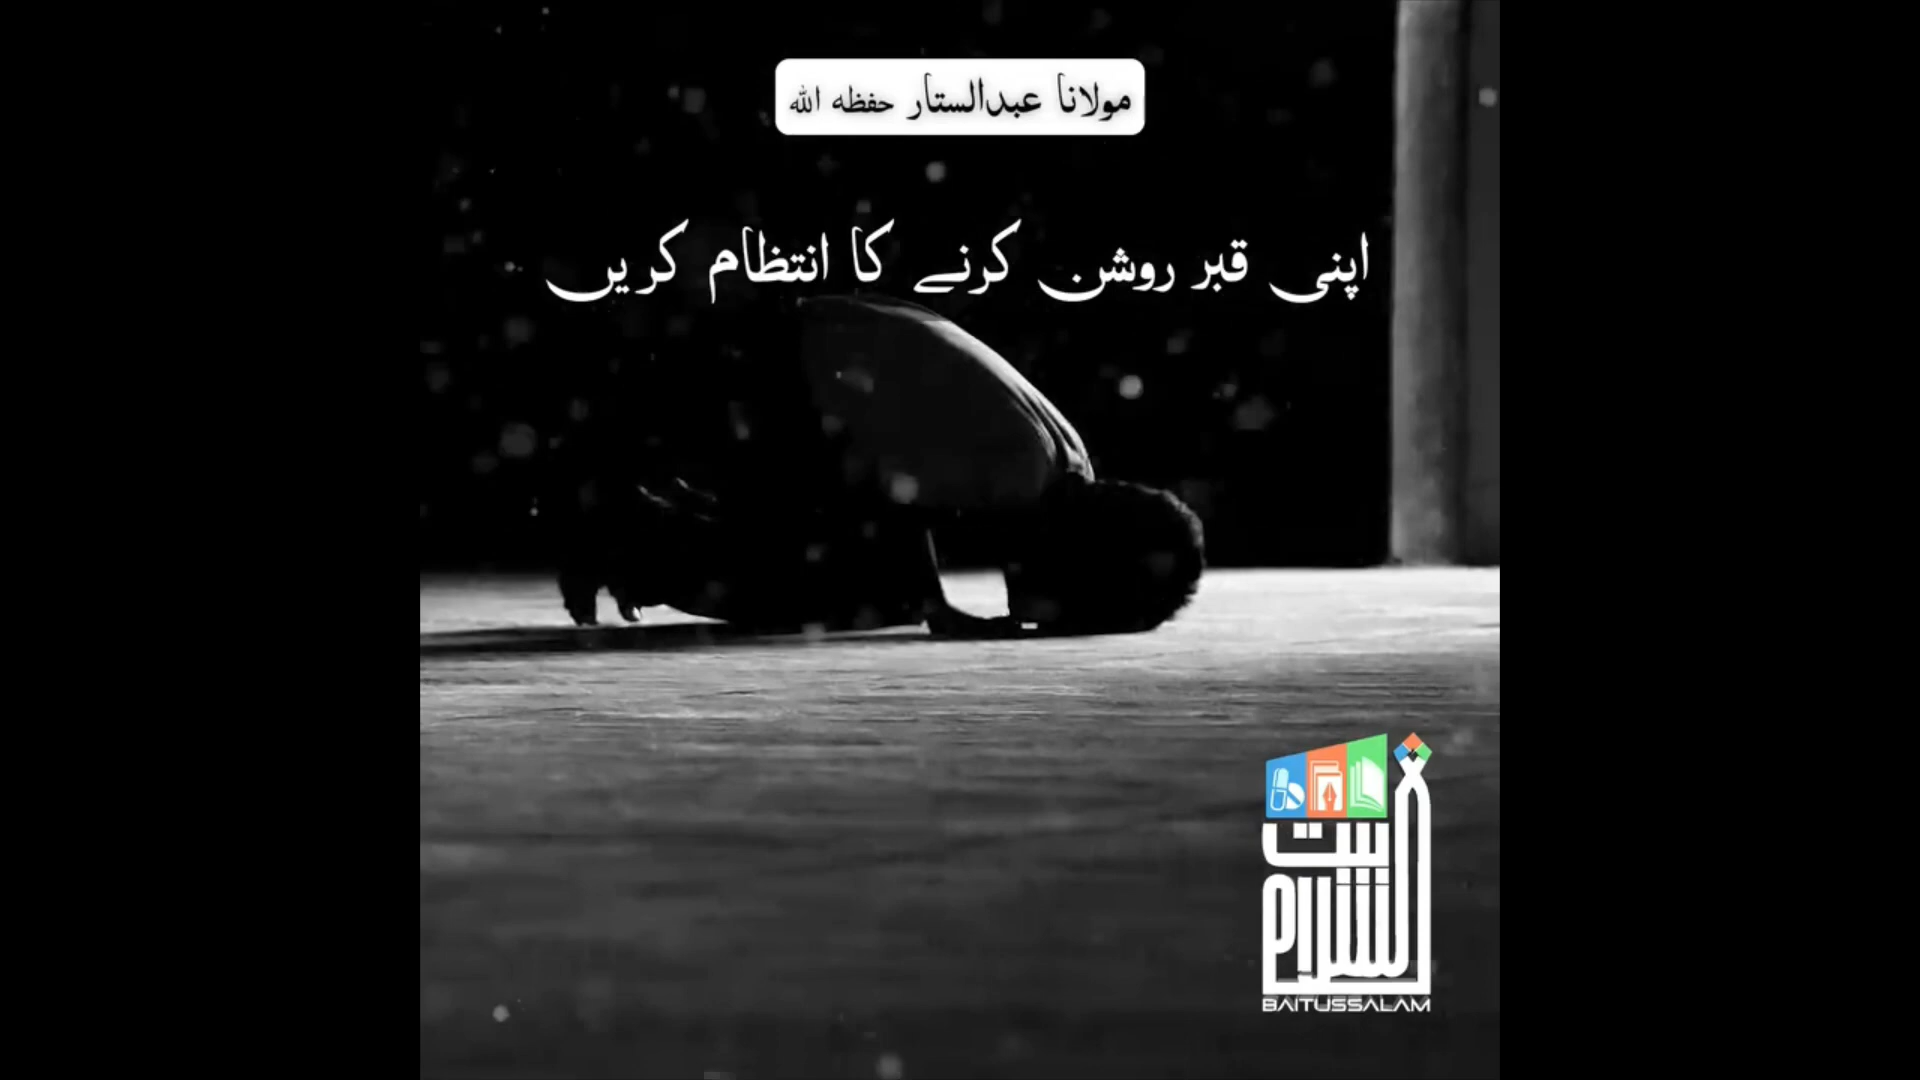 مولانا عبدالستار حفظہ اللہ
اپنی قبر روشن کرنے کا انتظام کریں
بیت السلام
BAITUSSALAM